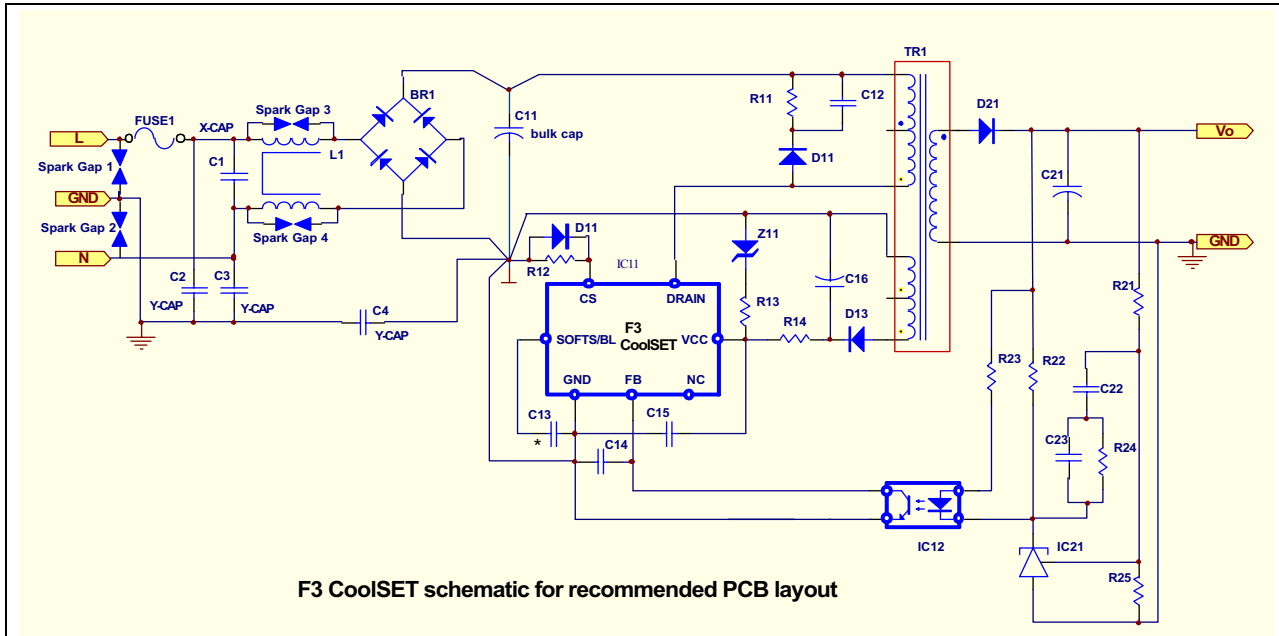 TR1
BR1
R11
C12
D21
Spark Gap 3
C11
bulk cap
FUSE1
X-CAP
L
Vo
L1
D11
Spark Gap 1
C1
C21
GND
Spark Gap 2
Spark Gap 4
D11
Z11
N
GND
R12
IC11
C16
C2
C3
CS
DRAIN
R21
Y-CAP
Y-CAP
C4
Y-CAP
R13
F3
CoolSET
SOFTS/BL
VCC
R14
D13
R23
R22
GND
FB
NC
C22
C13
*
C15
C14
C23
R24
IC12
IC21
R25
F3 CoolSET schematic for recommended PCB layout